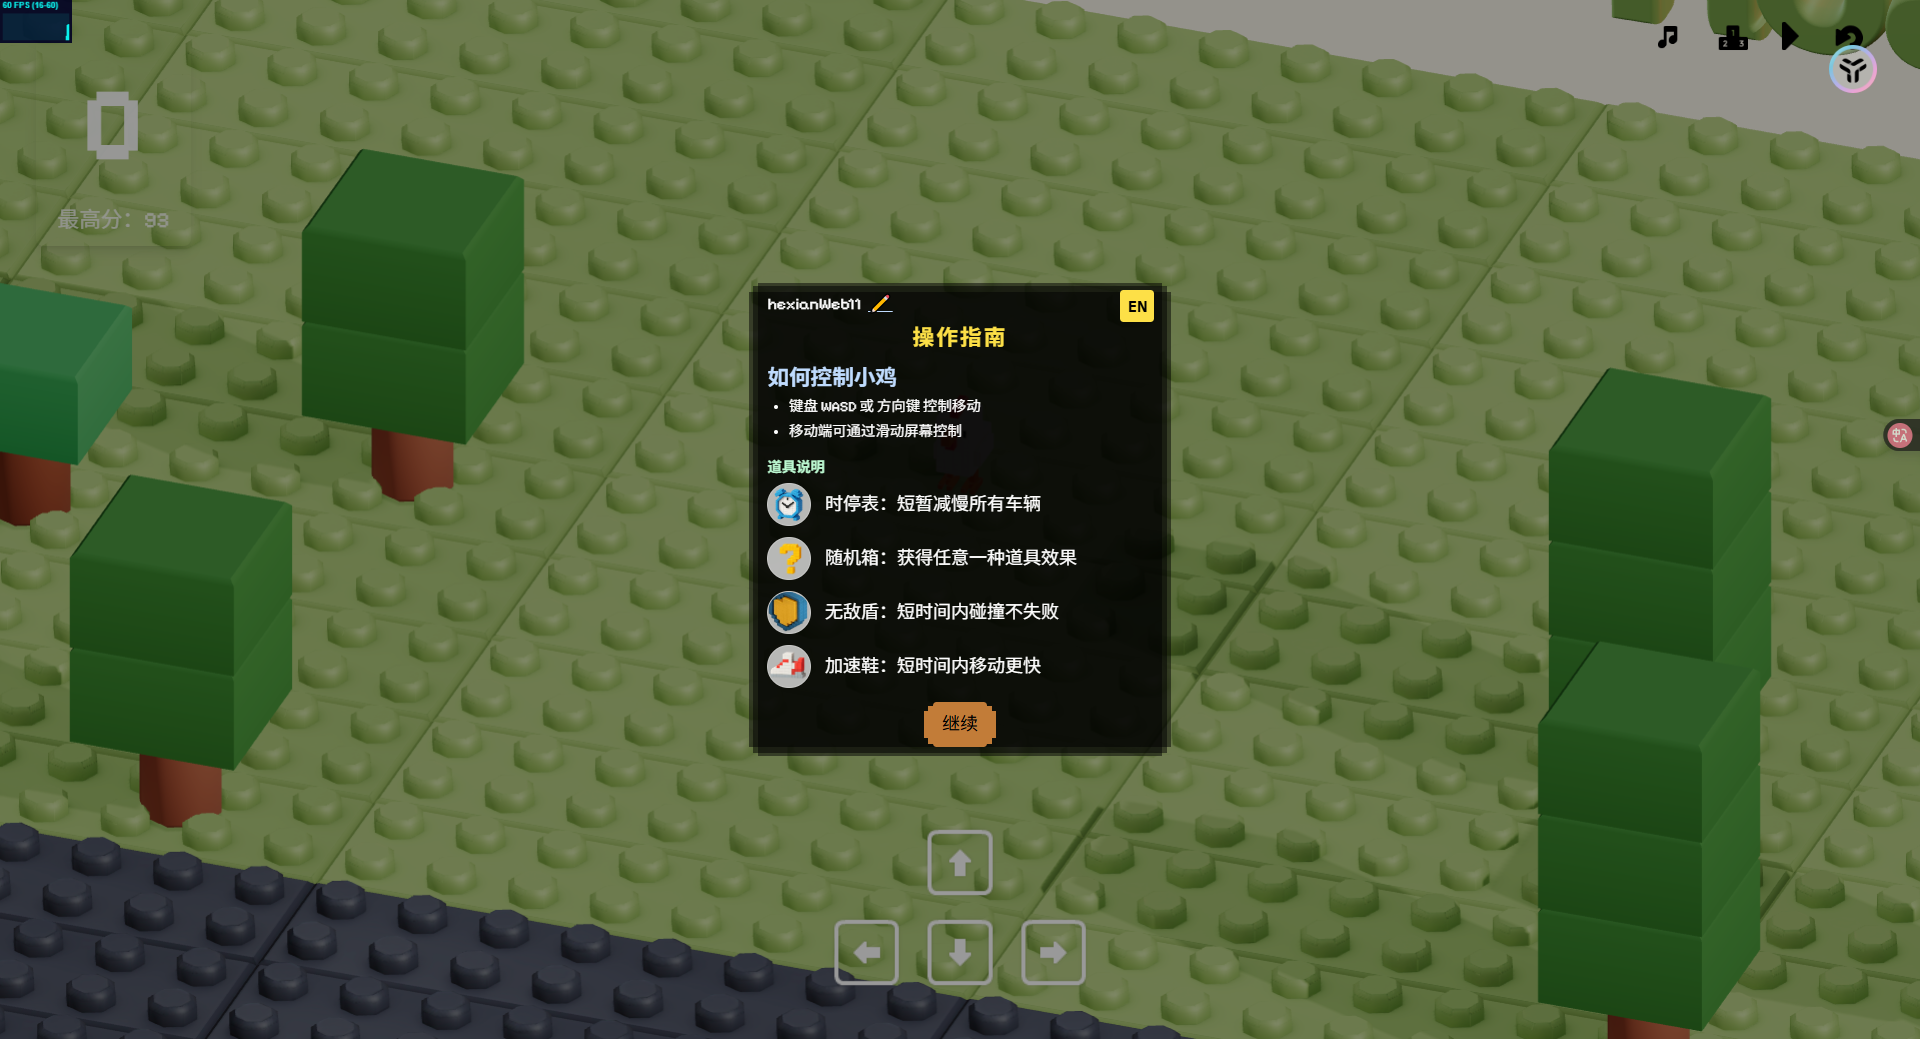 60 FPS (16-60)
0
最高分：93
1
2 3
hexianWeb11
EN
操作指南
如何控制小鸡
键盘 WASD 或 方向键 控制移动
移动端可通过滑动屏幕控制
道具说明
时停表：短暂减慢所有车辆
随机箱：获得任意一种道具效果
无敌盾：短时间内碰撞不失败
加速鞋：短时间内移动更快
继续
中
A